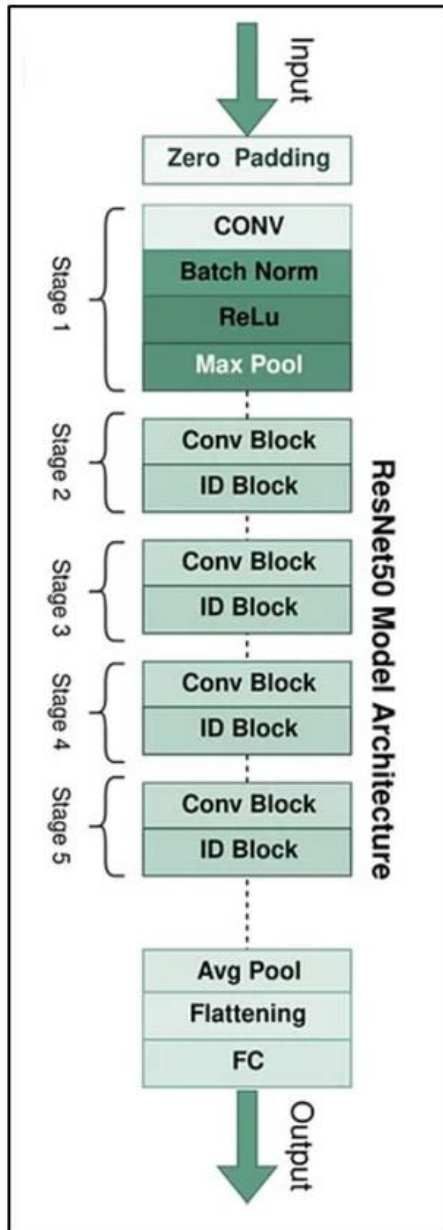 Input
Zero Padding
Stage 1
CONV
Batch Norm
ReLu
Max Pool
Stage 2
Conv Block
ID Block
Stage 3
Conv Block
ID Block
Stage 4
Conv Block
ID Block
Stage 5
Conv Block
ID Block
ResNet50 Model Architecture
Avg Pool
Flattening
FC
Output